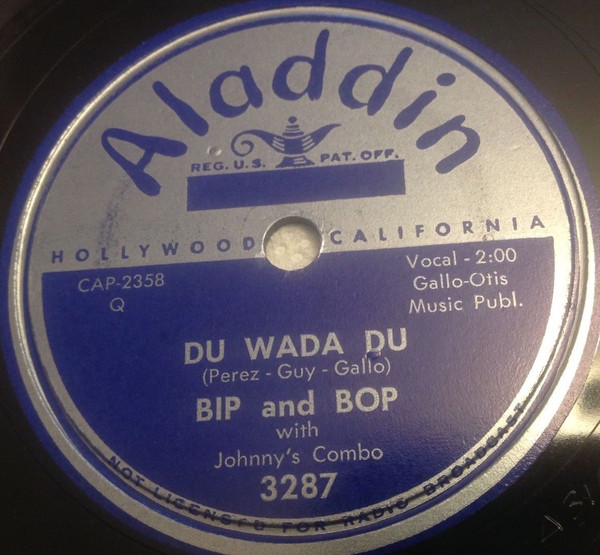 Aladdin
REG. U.S. PAT. OFF.
HOLLYWOOD CALIFORNIA
CAP-2358
Q
Vocal - 2:00
Gallo-Otis
Music Publ.
DU WADA DU
(Perez - Guy - Gallo)
BIP and BOP
with
Johnny's Combo
3287
NOT LICENSED FOR RADIO BROADCAST